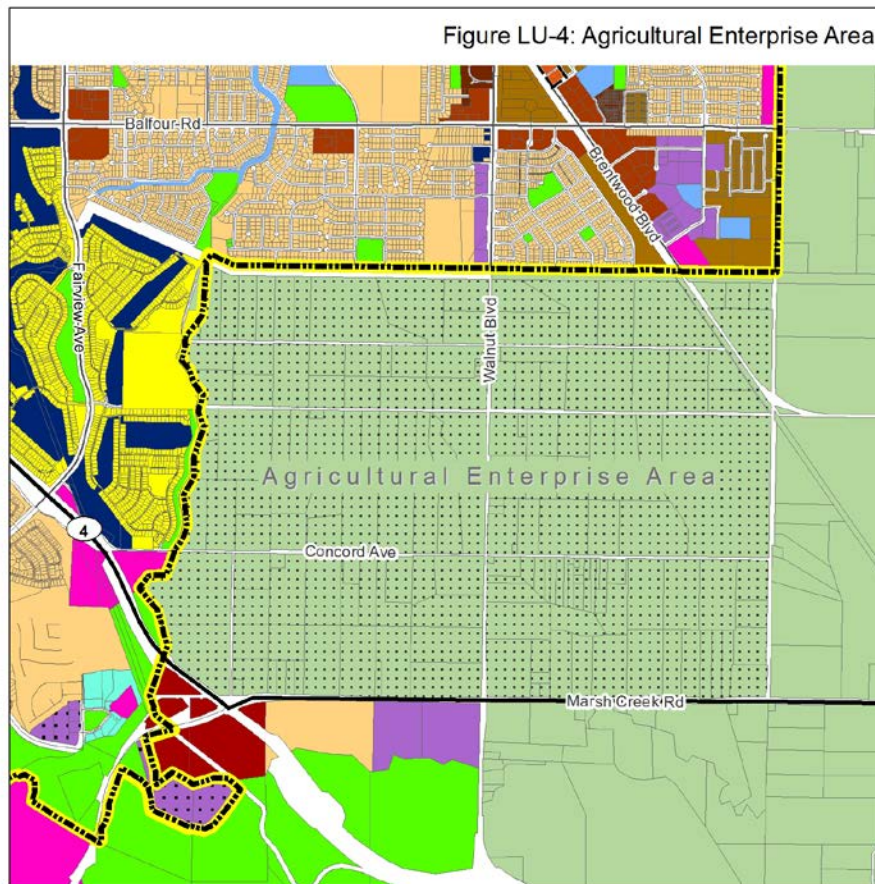 Figure LU-4: Agricultural Enterprise Area
Balfour Rd
Brentwood Blvd
Fairview Ave
Walnut Blvd
Agricultural Enterprise Area
4
Concord Ave
Marsh Creek Rd